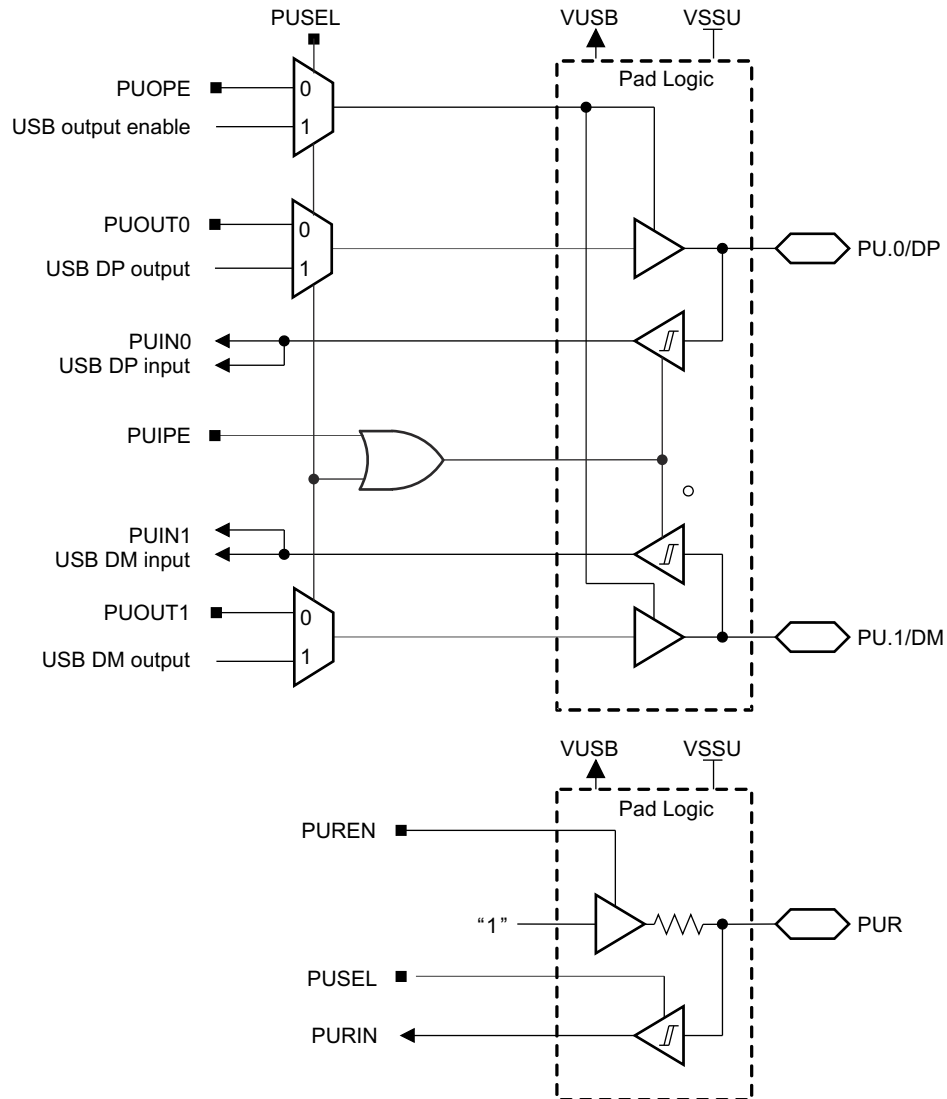 PUSEL
VUSB
VSSU
Pad Logic
PUOPE
0
USB output enable
1
PUOUT0
0
USB DP output
1
PU.0/DP
PUIN0
USB DP input
PUIPE
PUIN1
USB DM input
PUOUT1
0
USB DM output
1
PU.1/DM
VUSB
VSSU
Pad Logic
PUREN
“1”
PUR
PUSEL
PURIN